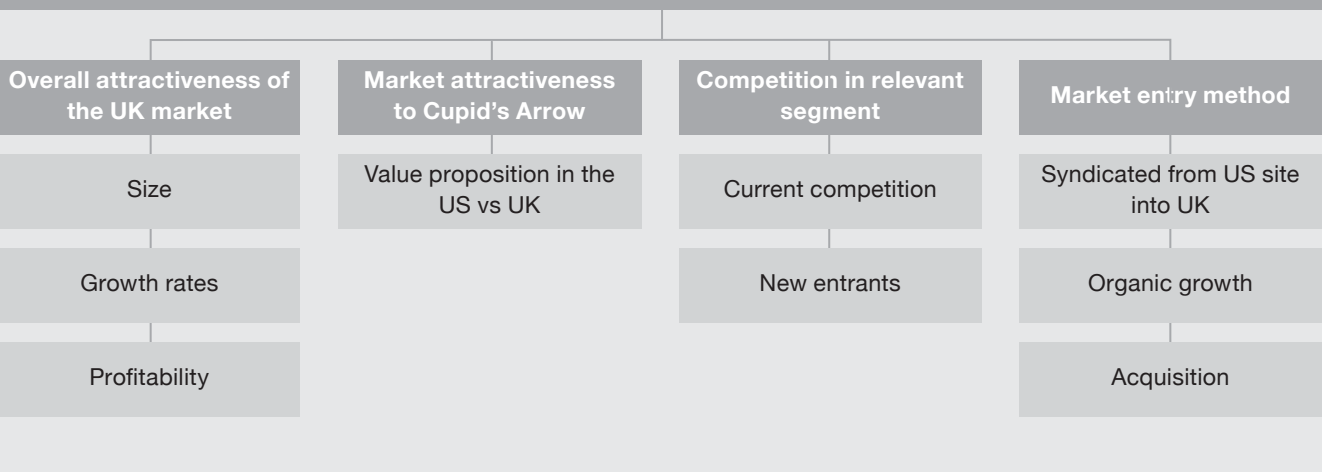 Overall attractiveness of
the UK market
Size
Growth rates
Profitability
Market attractiveness
to Cupid's Arrow
Value proposition in the
US vs UK
Competition in relevant
segment
Current competition
New entrants
Market entry method
Syndicated from US site
into UK
Organic growth
Acquisition